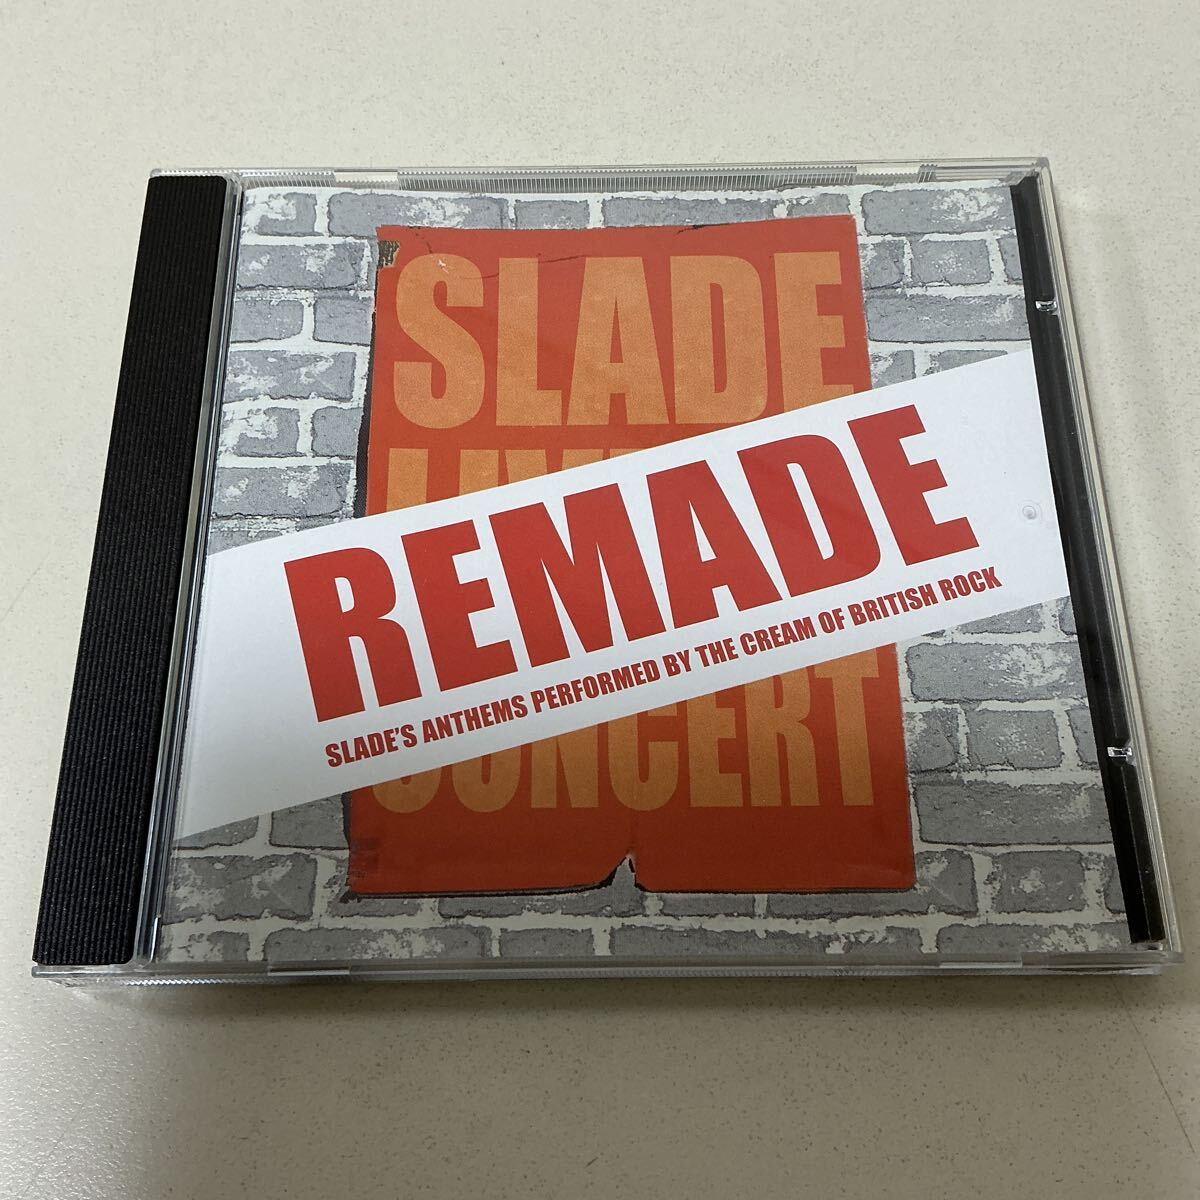 SLADE
REMADE
SLADE'S ANTHEMS PERFORMED BY THE CREAM OF BRITISH ROCK
CONCERT